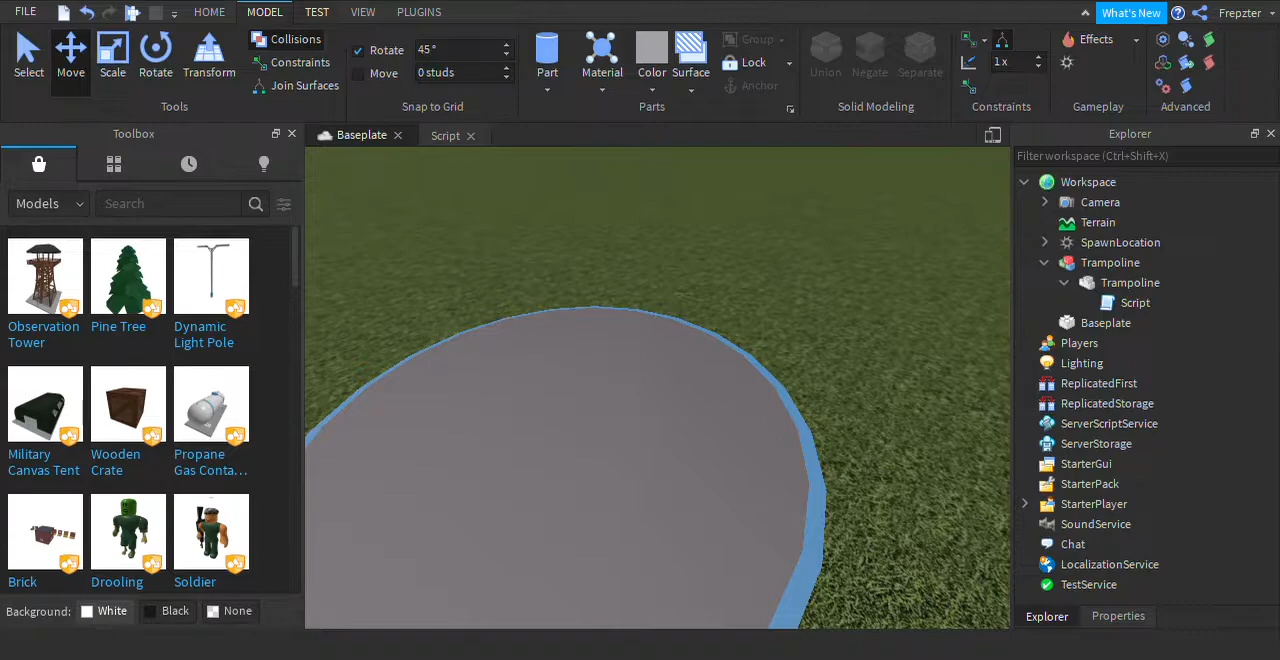 FILE HOME MODEL TEST VIEW PLUGINS What's New Frepzter
Select Move Scale Rotate Transform
Collisions
Constraints
Join Surfaces
Tools
Rotate 45°
Move 0 studs
Snap to Grid
Part Material Color Surface
Group
Lock
Anchor
Parts
Union Negate Separate
Solid Modeling
1 x
Constraints
Effects
Gameplay
Advanced
Toolbox
Models Search
Observation Tower
Pine Tree
Dynamic Light Pole
Military Canvas Tent
Wooden Crate
Propane Gas Conta...
Brick
Drooling
Soldier
Background: White Black None
Baseplate Script
Explorer
Filter workspace (Ctrl+Shift+X)
Workspace
Camera
Terrain
SpawnLocation
Trampoline
Trampoline
Script
Baseplate
Players
Lighting
ReplicatedFirst
ReplicatedStorage
ServerScriptService
ServerStorage
StarterGui
StarterPack
StarterPlayer
SoundService
Chat
LocalizationService
TestService
Explorer Properties